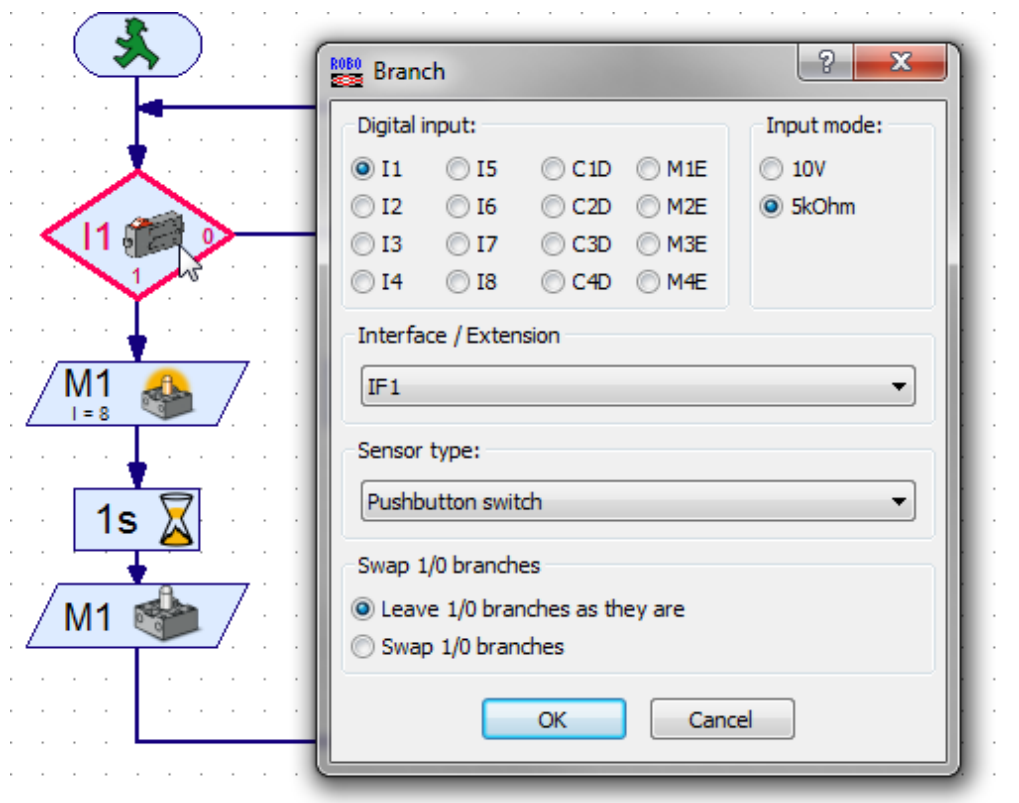 I1
0
1
M1
I = 8
1s
M1
ROBO
Branch
?
X
Digital input:
I1 I5 C1D M1E
I2 I6 C2D M2E
I3 I7 C3D M3E
I4 I8 C4D M4E
Input mode:
10V
5kOhm
Interface / Extension
IF1
Sensor type:
Pushbutton switch
Swap 1/0 branches
Leave 1/0 branches as they are
Swap 1/0 branches
OK Cancel